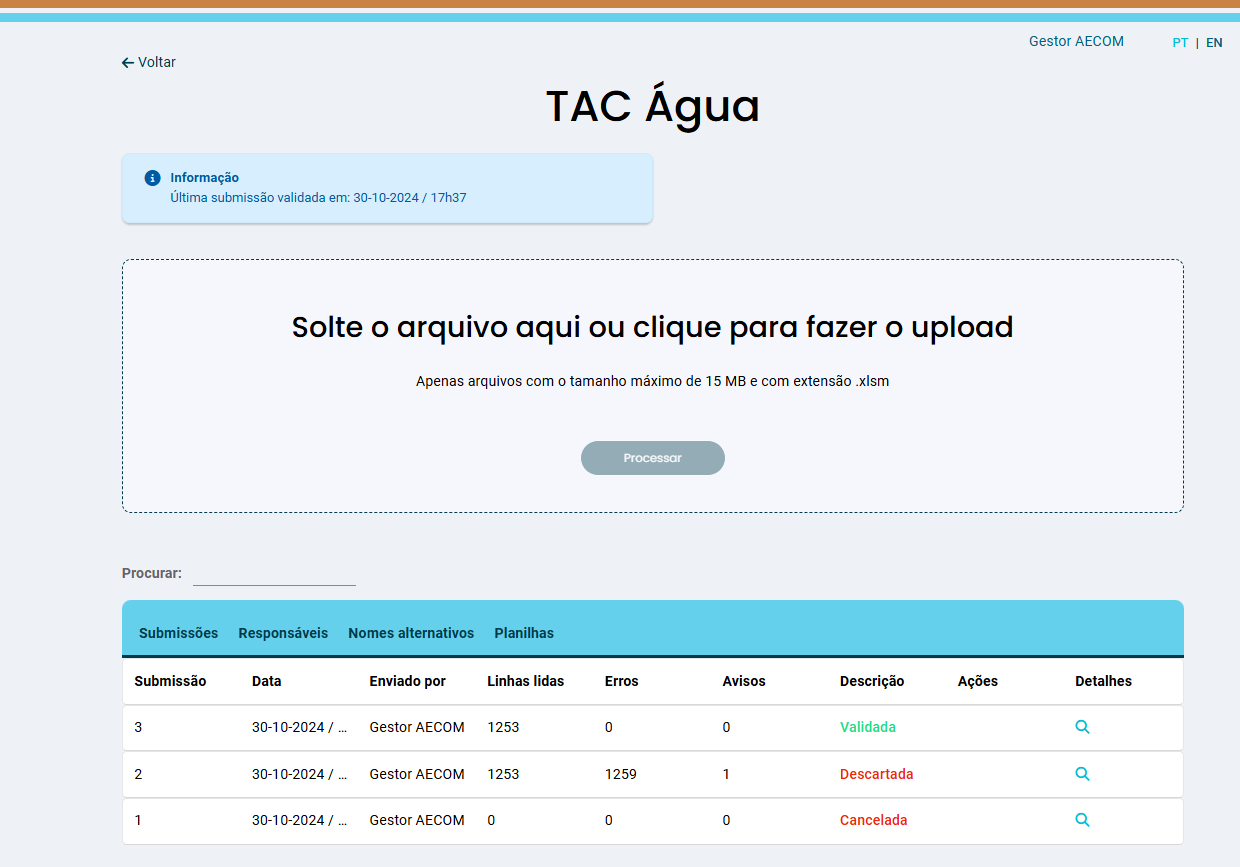 Gestor AECOM PT | EN
Voltar
TAC Água
Informação
Última submissão validada em: 30-10-2024 / 17h37
Solte o arquivo aqui ou clique para fazer o upload
Apenas arquivos com o tamanho máximo de 15 MB e com extensão .xlsm
Processar
Procurar:
Submissões Responsáveis Nomes alternativos Planilhas
Submissão Data Enviado por Linhas lidas Erros Avisos Descrição Ações Detalhes
3 30-10-2024 / ... Gestor AECOM 1253 0 0 Validada
2 30-10-2024 / ... Gestor AECOM 1253 1259 1 Descartada
1 30-10-2024 / ... Gestor AECOM 0 0 0 Cancelada